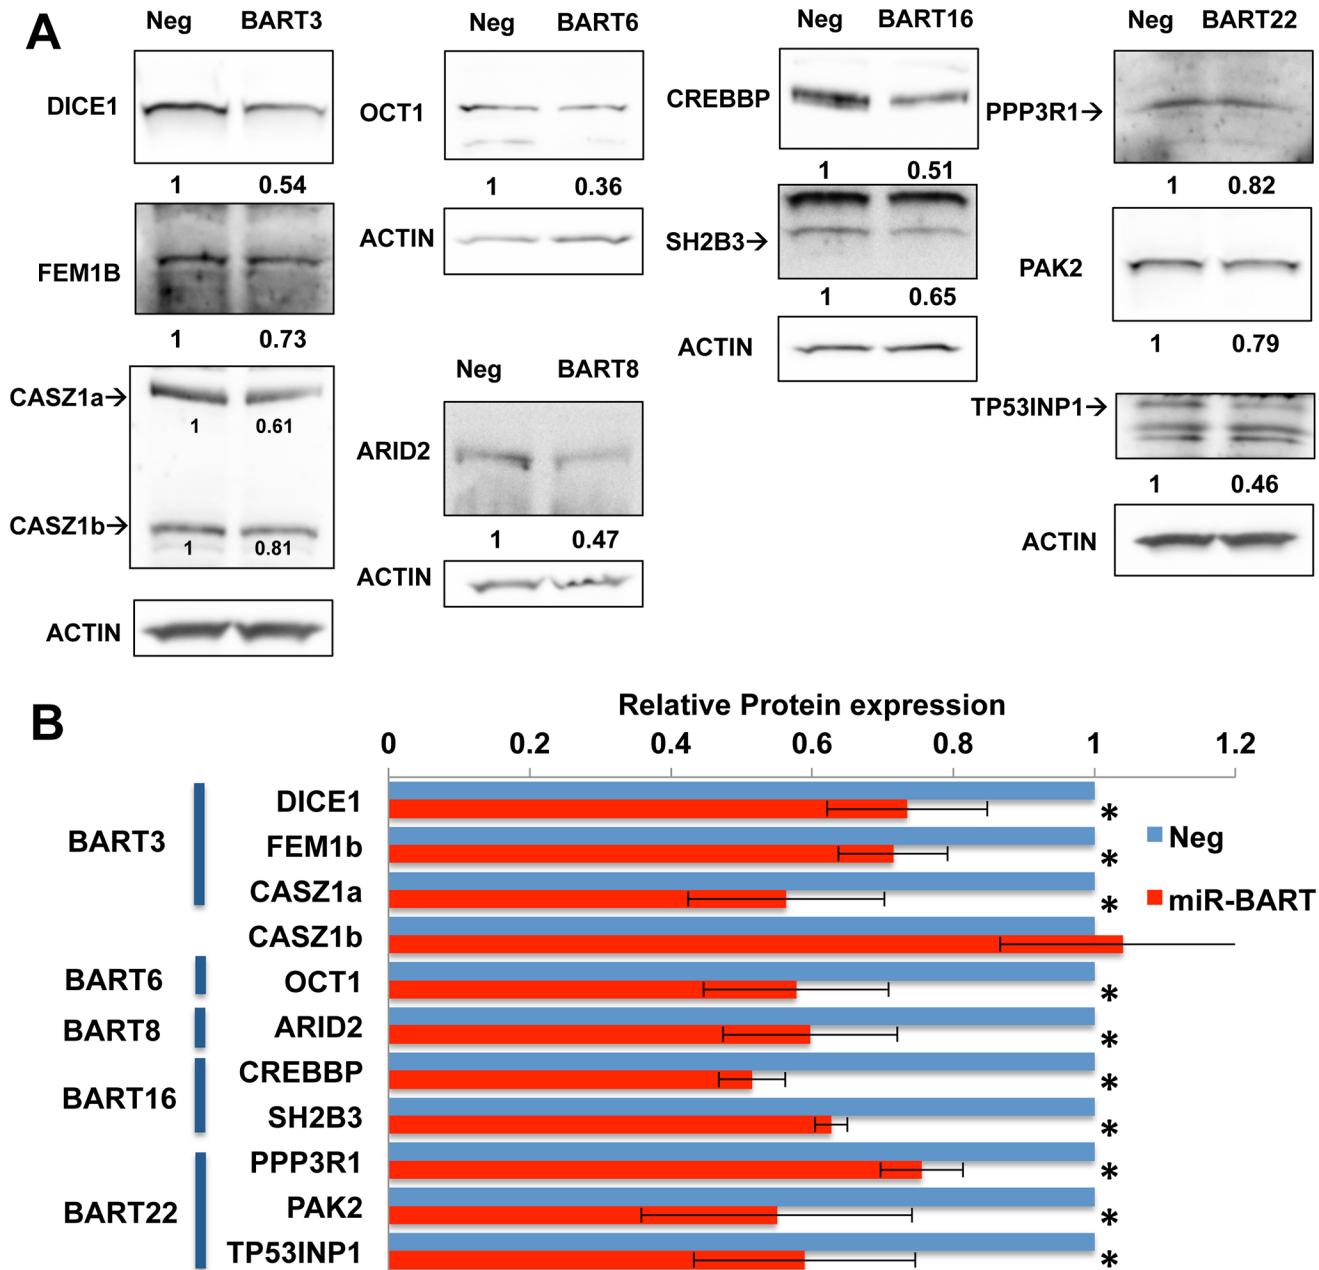 A
Neg BART3
DICE1
1 0.54
FEM1B
1 0.73
CASZ1a→
1 0.61
CASZ1b→
1 0.81
ACTIN
Neg BART6
OCT1
1 0.36
ACTIN
Neg BART8
ARID2
1 0.47
ACTIN
Neg BART16
CREBBP
1 0.51
SH2B3→
1 0.65
ACTIN
Neg BART22
PPP3R1→
1 0.82
PAK2
1 0.79
TP53INP1→
1 0.46
ACTIN
B
Relative Protein expression
0 0.2 0.4 0.6 0.8 1 1.2
BART3
DICE1 *
FEM1b *
CASZ1a *
CASZ1b
BART6
OCT1 *
BART8
ARID2 *
BART16
CREBBP *
SH2B3 *
BART22
PPP3R1 *
PAK2 *
TP53INP1 *
Neg
miR-BART